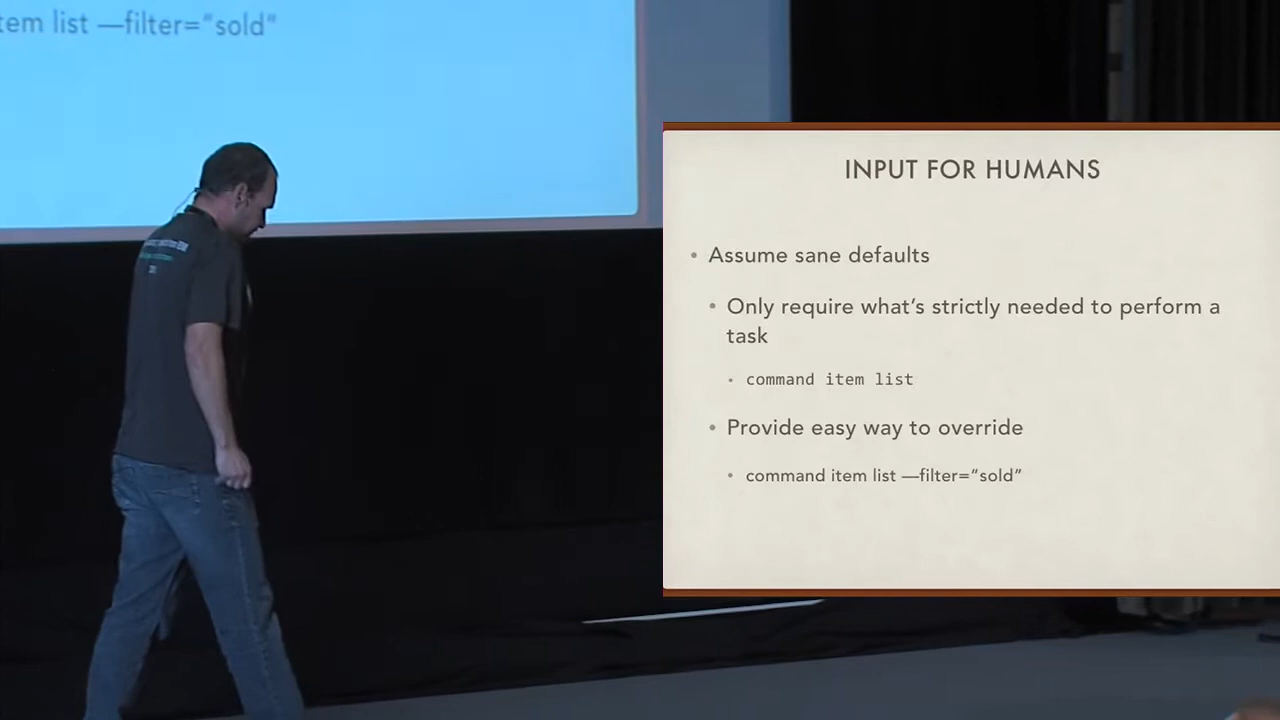 tem list —filter=“sold“
INPUT FOR HUMANS
• Assume sane defaults
• Only require what’s strictly needed to perform a
task
• command item list
• Provide easy way to override
• command item list —filter=“sold”